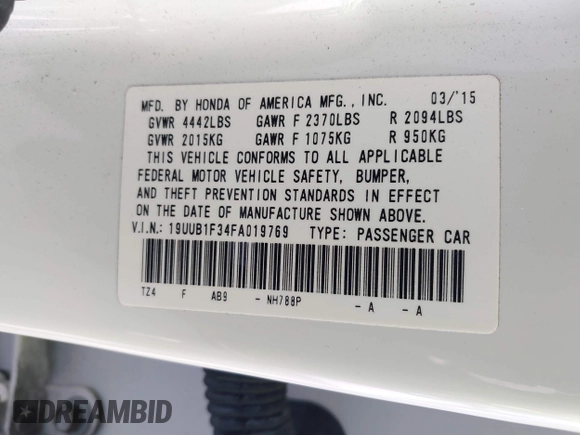 MFD. BY HONDA OF AMERICA MFG., INC. 03/'15
GVWR 4442LBS GAWR F 2370LBS R 2094LBS
GVWR 2015KG GAWR F 1075KG R 950KG
THIS VEHICLE CONFORMS TO ALL APPLICABLE
FEDERAL MOTOR VEHICLE SAFETY, BUMPER,
AND THEFT PREVENTION STANDARDS IN EFFECT
ON THE DATE OF MANUFACTURE SHOWN ABOVE.
V.I.N.: 19UUB1F34FA019769 TYPE: PASSENGER CAR
TZ4 F AB9 - NH788P - A - A
DREAMBID